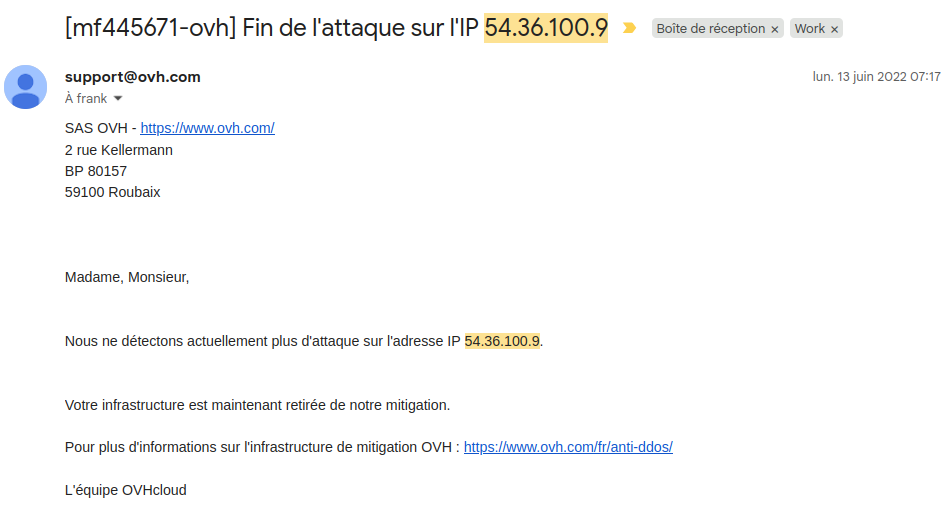 [mf445671-ovh] Fin de l'attaque sur l'IP 54.36.100.9 Boîte de réception × Work ×
support@ovh.com lun. 13 juin 2022 07:17
À frank
SAS OVH - https://www.ovh.com/
2 rue Kellermann
BP 80157
59100 Roubaix
Madame, Monsieur,
Nous ne détectons actuellement plus d'attaque sur l'adresse IP 54.36.100.9.
Votre infrastructure est maintenant retirée de notre mitigation.
Pour plus d'informations sur l'infrastructure de mitigation OVH : https://www.ovh.com/fr/anti-ddos/
L'équipe OVHcloud